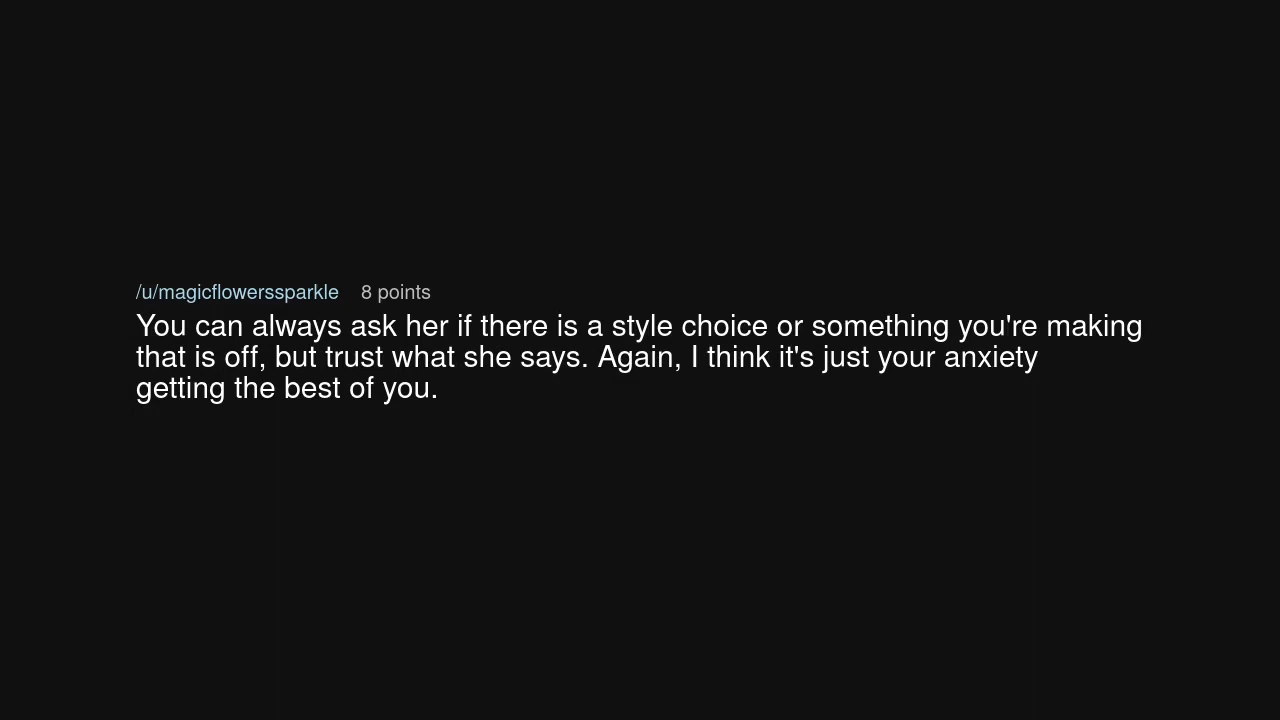 /u/magicflowerssparkle 8 points
You can always ask her if there is a style choice or something you're making
that is off, but trust what she says. Again, I think it's just your anxiety
getting the best of you.